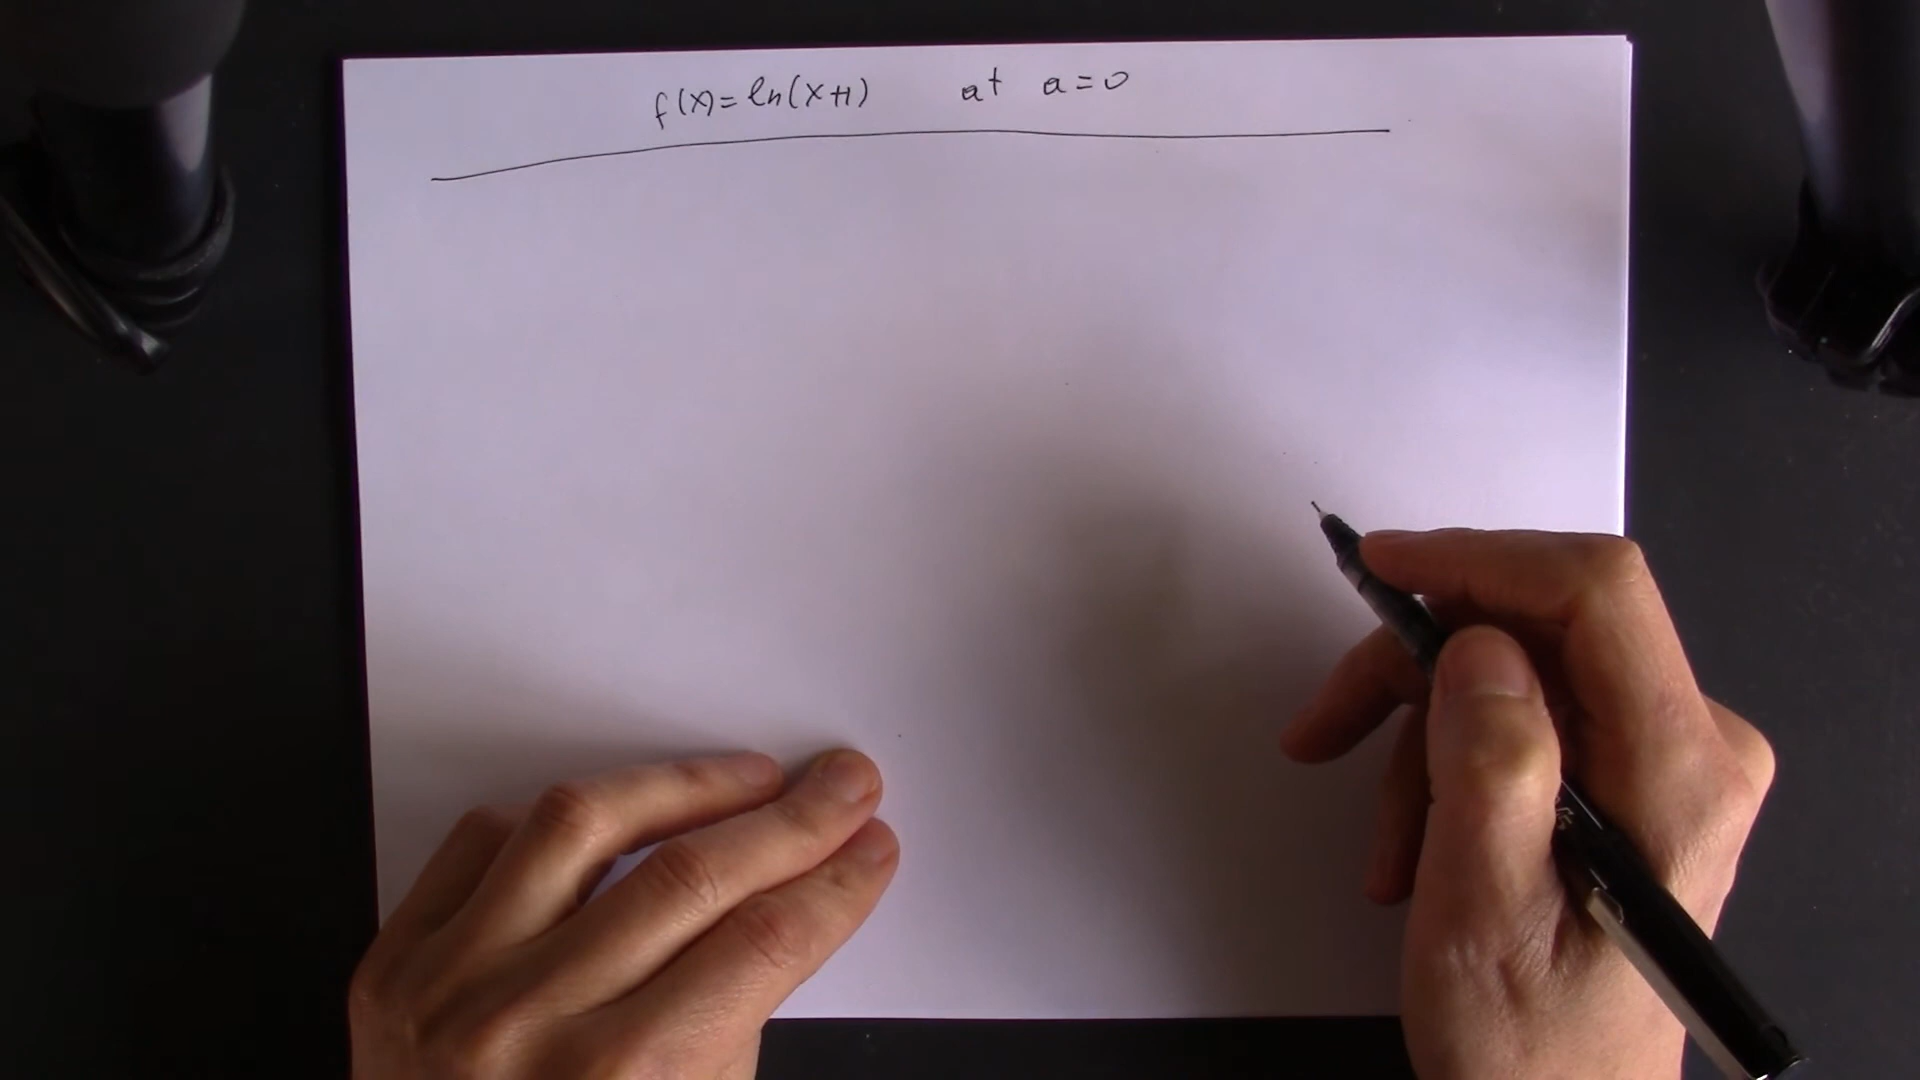 f(x)=ln(x+1) at a=0